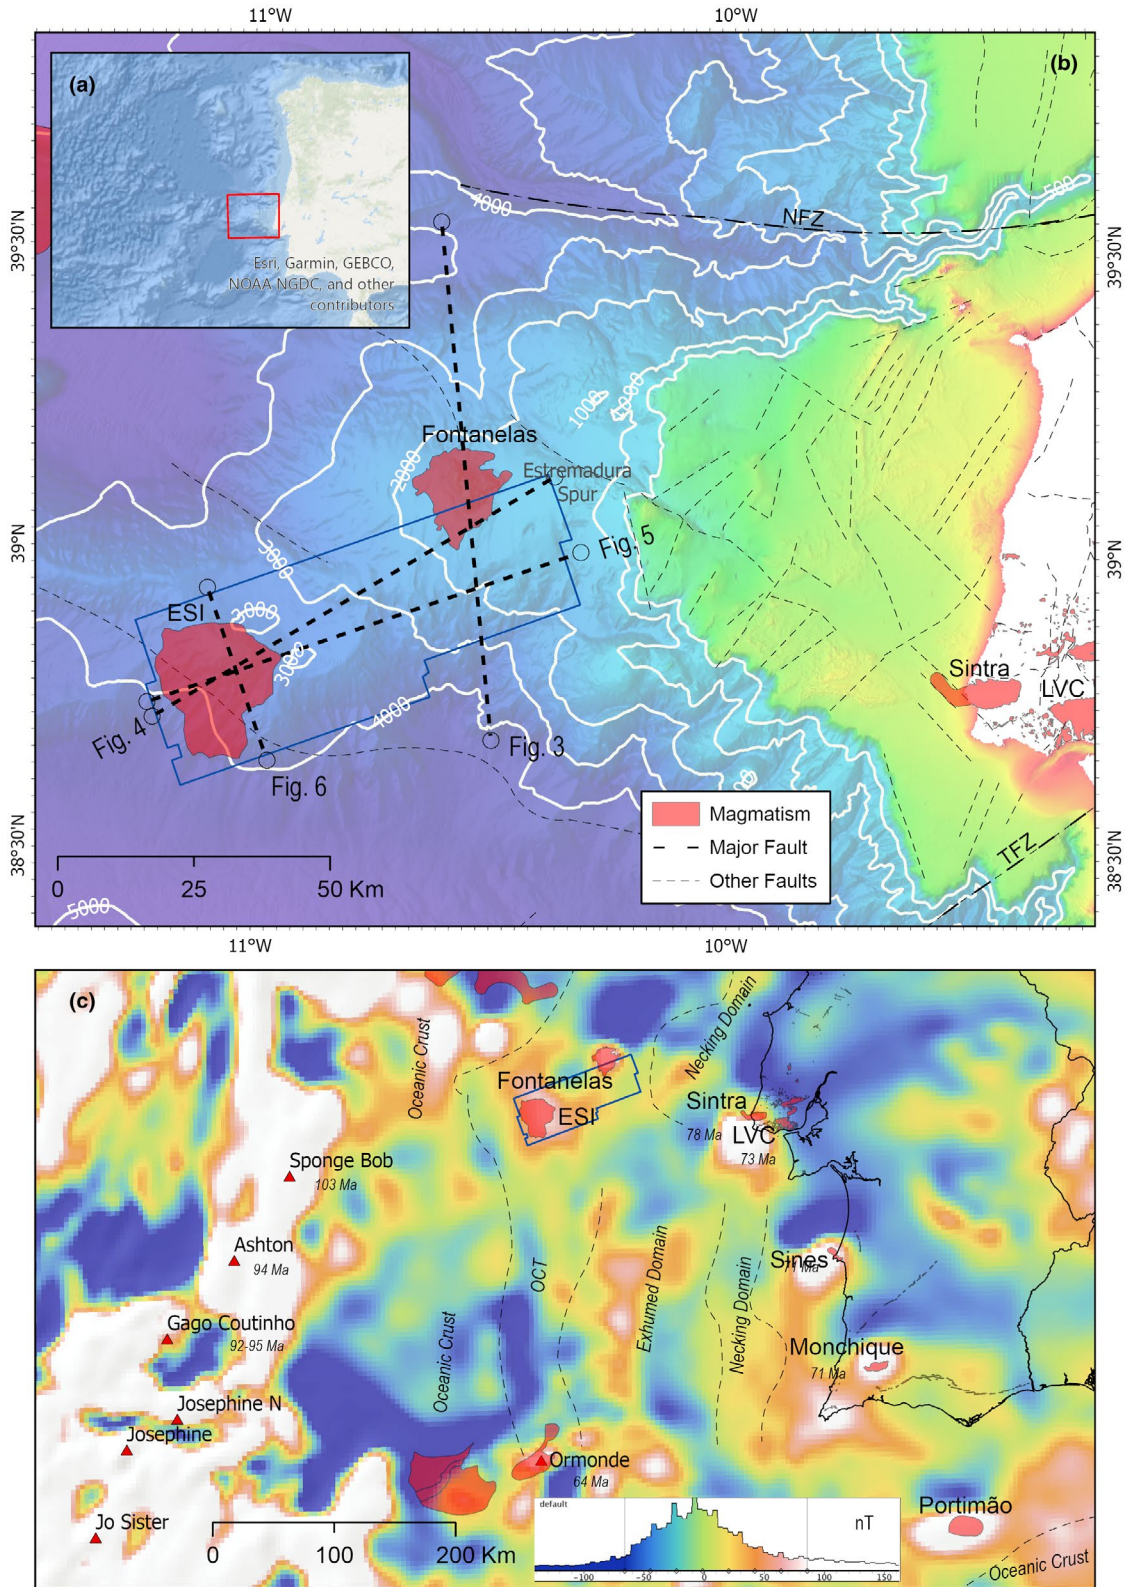 11°W
10°W
(a)
(b)
Esri, Garmin, GEBCO,
NOAA NGDC, and other
contributors
39°30'N
39°30'N
4000
NFZ
500
1000
4000
Fontanelas
2000
Estremadura
Spur
39°N
39°N
Fig. 5
3000
ESI
3000
3000
Sintra
LVC
4000
Fig. 4
Fig. 3
Fig. 6
Magmatism
Major Fault
Other Faults
TFZ
38°30'N
38°30'N
0
25
50 Km
5000
11°W
10°W
(c)
Oceanic Crust
Necking Domain
Fontanelas
ESI
Sintra
78 Ma
LVC
73 Ma
Sponge Bob
103 Ma
Ashton
94 Ma
OCT
Exhumed Domain
Necking Domain
Sines
71 Ma
Gago Coutinho
92-95 Ma
Oceanic Crust
Monchique
71 Ma
Josephine N
Josephine
Ormonde
64 Ma
Jo Sister
0
100
200 Km
default
nT
-100
-50
0
50
100
150
Portimão
Oceanic Crust